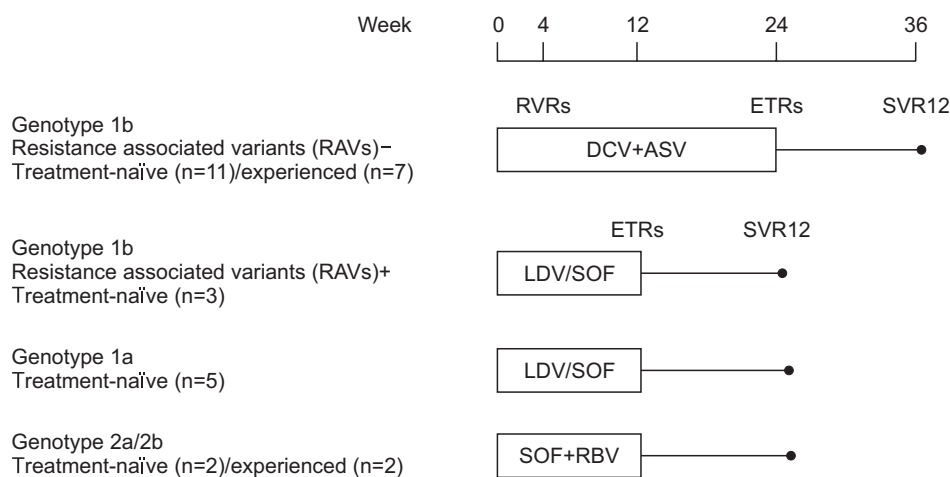 Week 0 4 12 24 36
RVRs ETRs SVR12
Genotype 1b
Resistance associated variants (RAVs)−
Treatment-naïve (n=11)/experienced (n=7)
DCV+ASV
ETRs SVR12
Genotype 1b
Resistance associated variants (RAVs)+
Treatment-naïve (n=3)
LDV/SOF
Genotype 1a
Treatment-naïve (n=5)
LDV/SOF
Genotype 2a/2b
Treatment-naïve (n=2)/experienced (n=2)
SOF+RBV